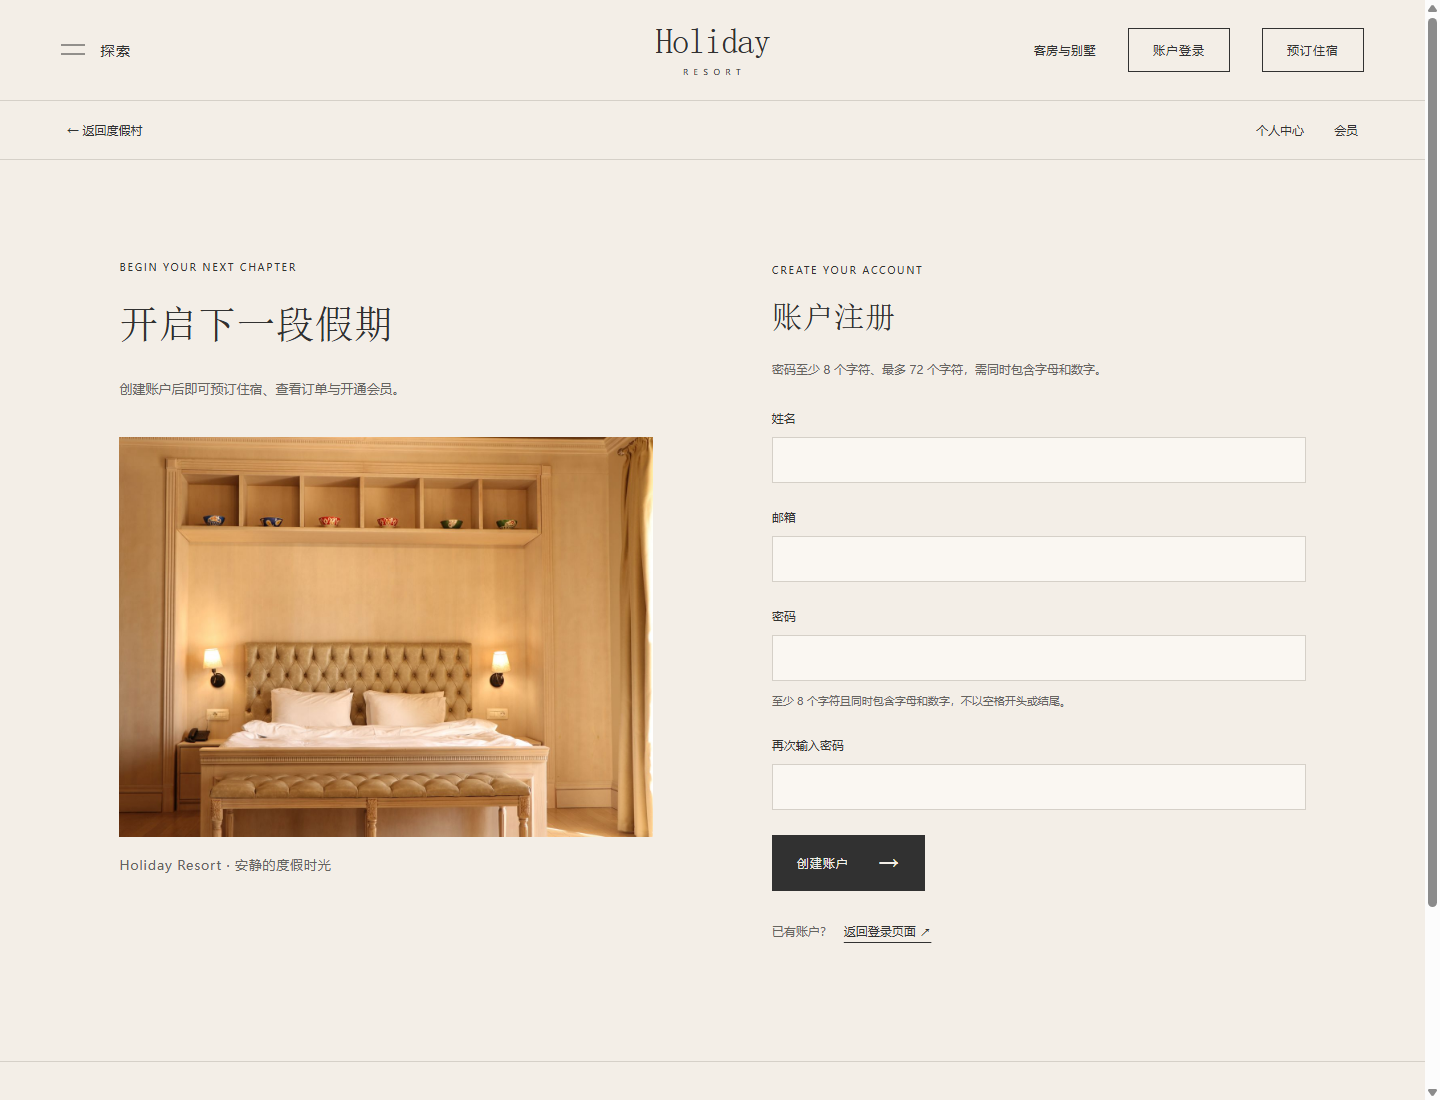 探索
Holiday
RESORT
客房与别墅
账户登录
预订住宿
← 返回度假村
个人中心
会员
BEGIN YOUR NEXT CHAPTER
开启下一段假期
创建账户后即可预订住宿、查看订单与开通会员。
Holiday Resort · 安静的度假时光
CREATE YOUR ACCOUNT
账户注册
密码至少 8 个字符、最多 72 个字符，需同时包含字母和数字。
姓名
邮箱
密码
至少 8 个字符且同时包含字母和数字，不以空格开头或结尾。
再次输入密码
创建账户 →
已有账户？ 返回登录页面 ↗